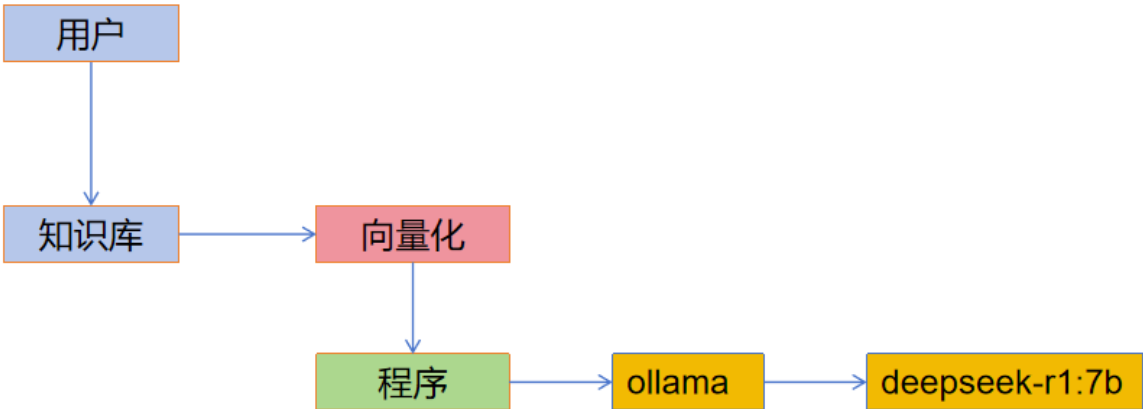 用户
知识库
向量化
程序
ollama
deepseek-r1:7b